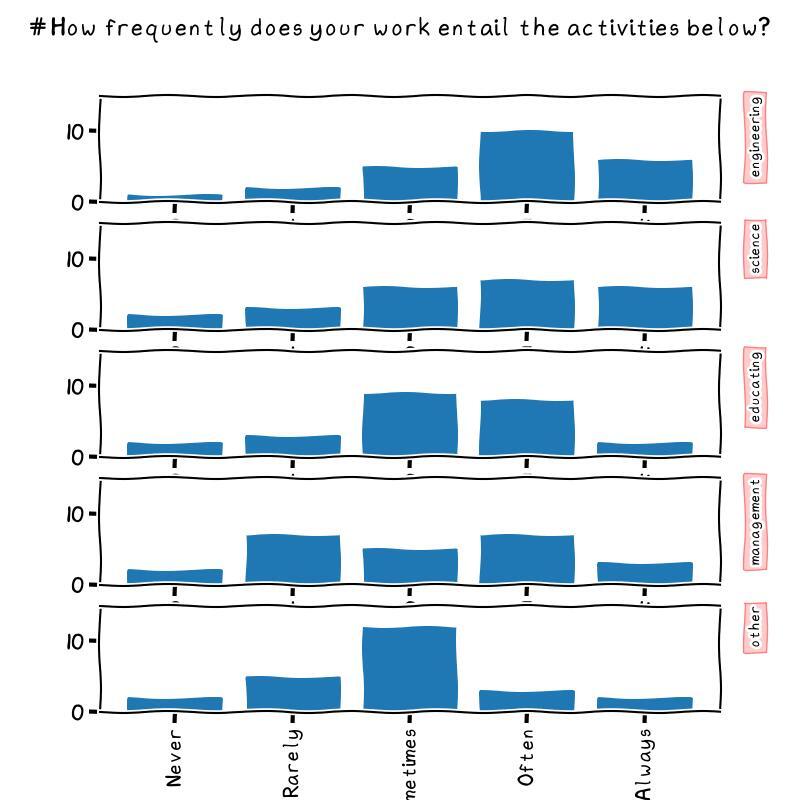 #How frequently does your work entail the activities below?
10
0
engineering
10
0
science
10
0
educating
10
0
management
10
0
other
Never
Rarely
metimes
Often
Always